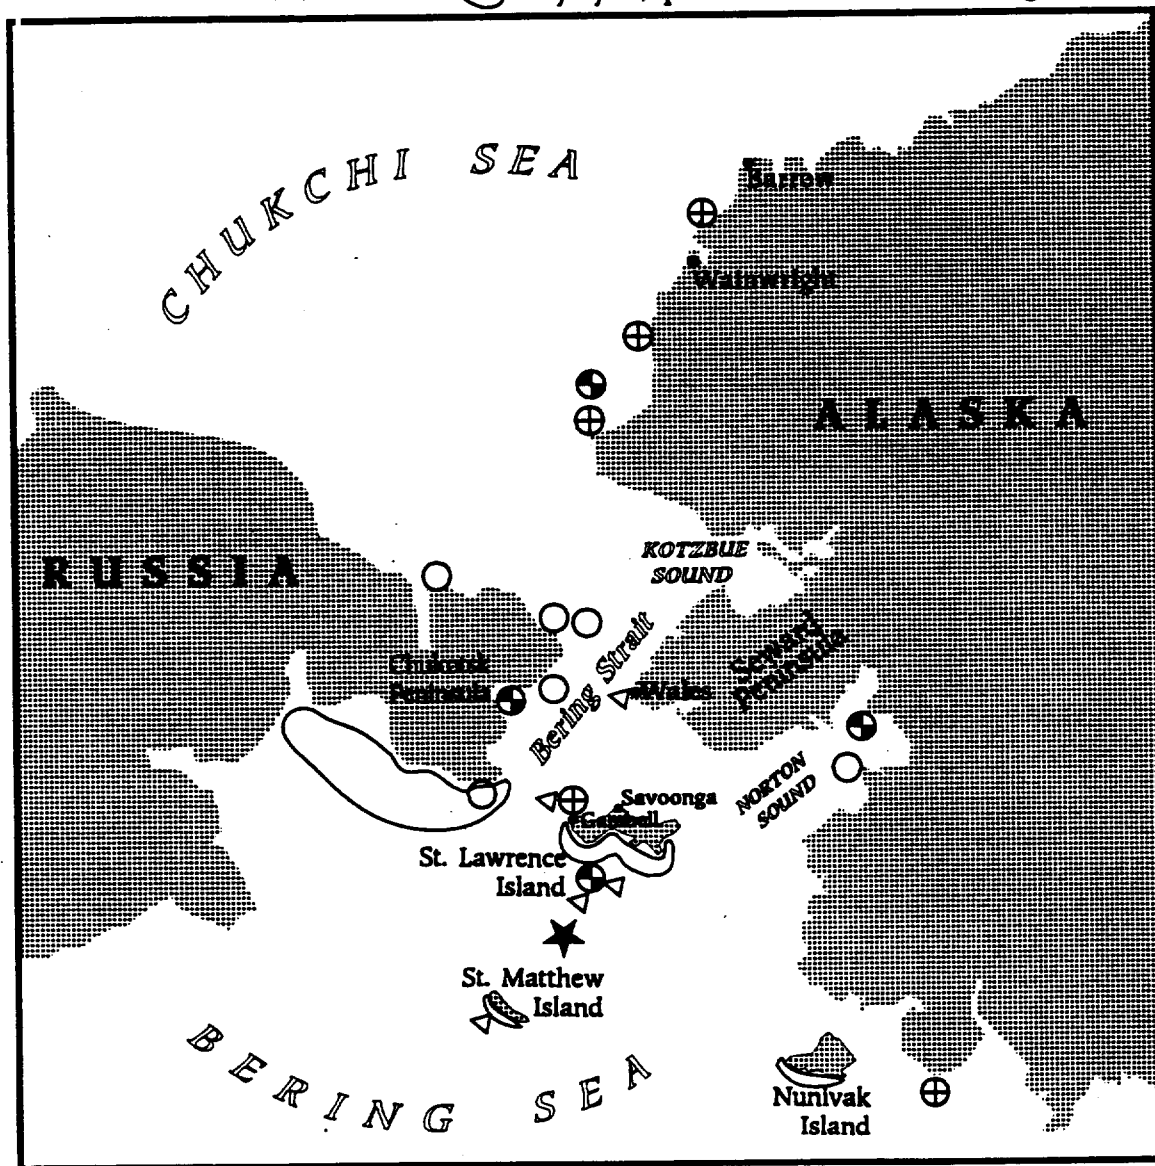 CHUKCHI SEA
Barrow
Wainwright
ALASKA
RUSSIA
KOTZBUE
SOUND
Bering Strait
Seward
Peninsula
Chukotsk
Peninsula
Wales
NORTON
SOUND
Savoonga
Gambell
St. Lawrence
Island
St. Matthew
Island
BERING SEA
Nunivak
Island